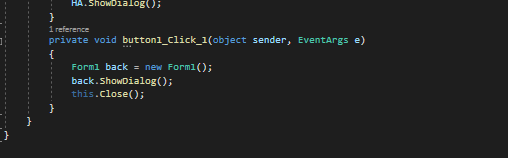 HA.ShowDialog();
}
1 reference
private void button1_Click_1(object sender, EventArgs e)
{
Form1 back = new Form1();
back.ShowDialog();
this.Close();
}
}
}